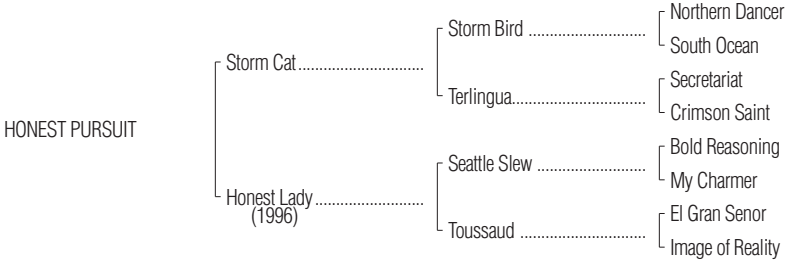 Northern Dancer
Storm Bird ............................
South Ocean
Storm Cat..............................
Secretariat
Terlingua................................
Crimson Saint
HONEST PURSUIT
Bold Reasoning
Seattle Slew ..........................
My Charmer
Honest Lady..........................
(1996)
El Gran Senor
Toussaud ..............................
Image of Reality